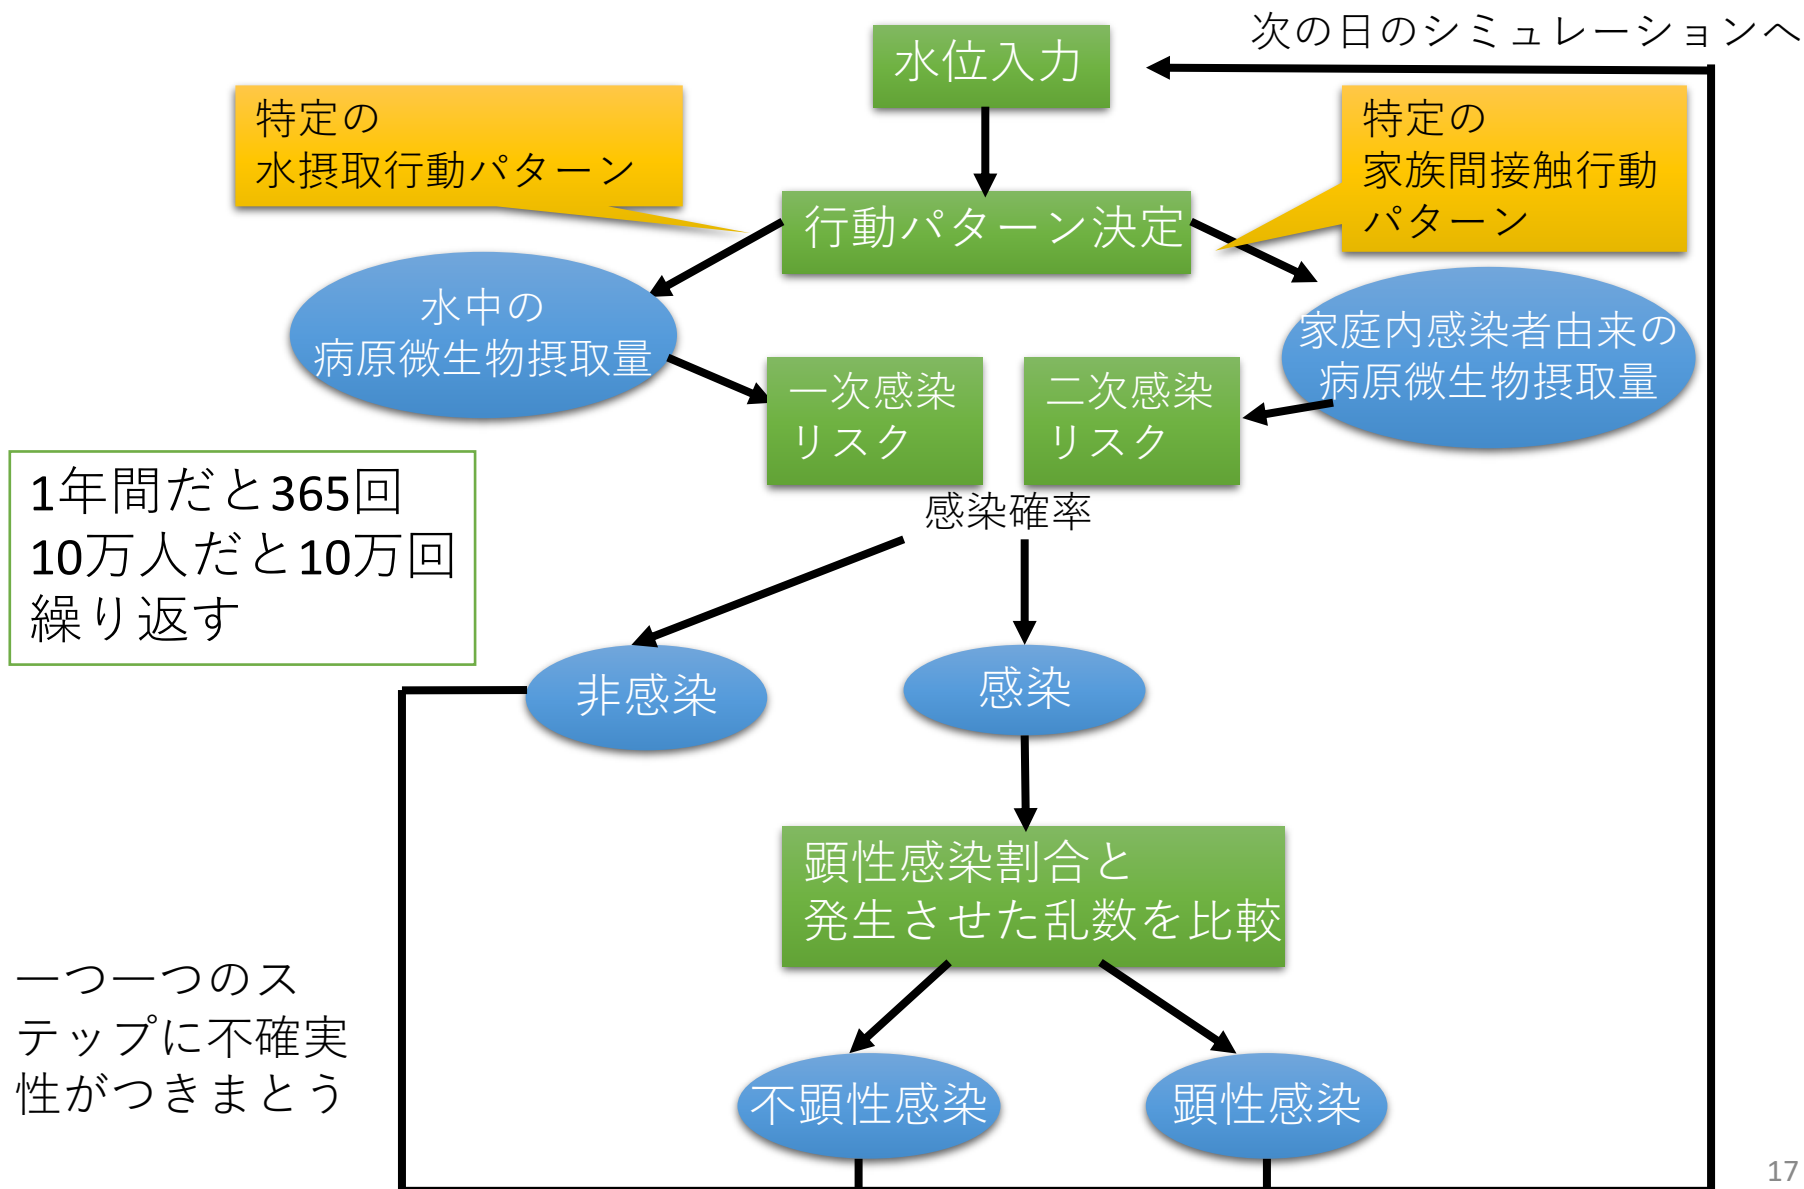 次の日のシミュレーションへ
水位入力
特定の
水摂取行動パターン
特定の
家族間接触行動
パターン
行動パターン決定
水中の
病原微生物摂取量
家庭内感染者由来の
病原微生物摂取量
一次感染
リスク
二次感染
リスク
感染確率
1年間だと365回
10万人だと10万回
繰り返す
非感染
感染
顕性感染割合と
発生させた乱数を比較
一つ一つのス
テップに不確実
性がつきまとう
不顕性感染
顕性感染
17